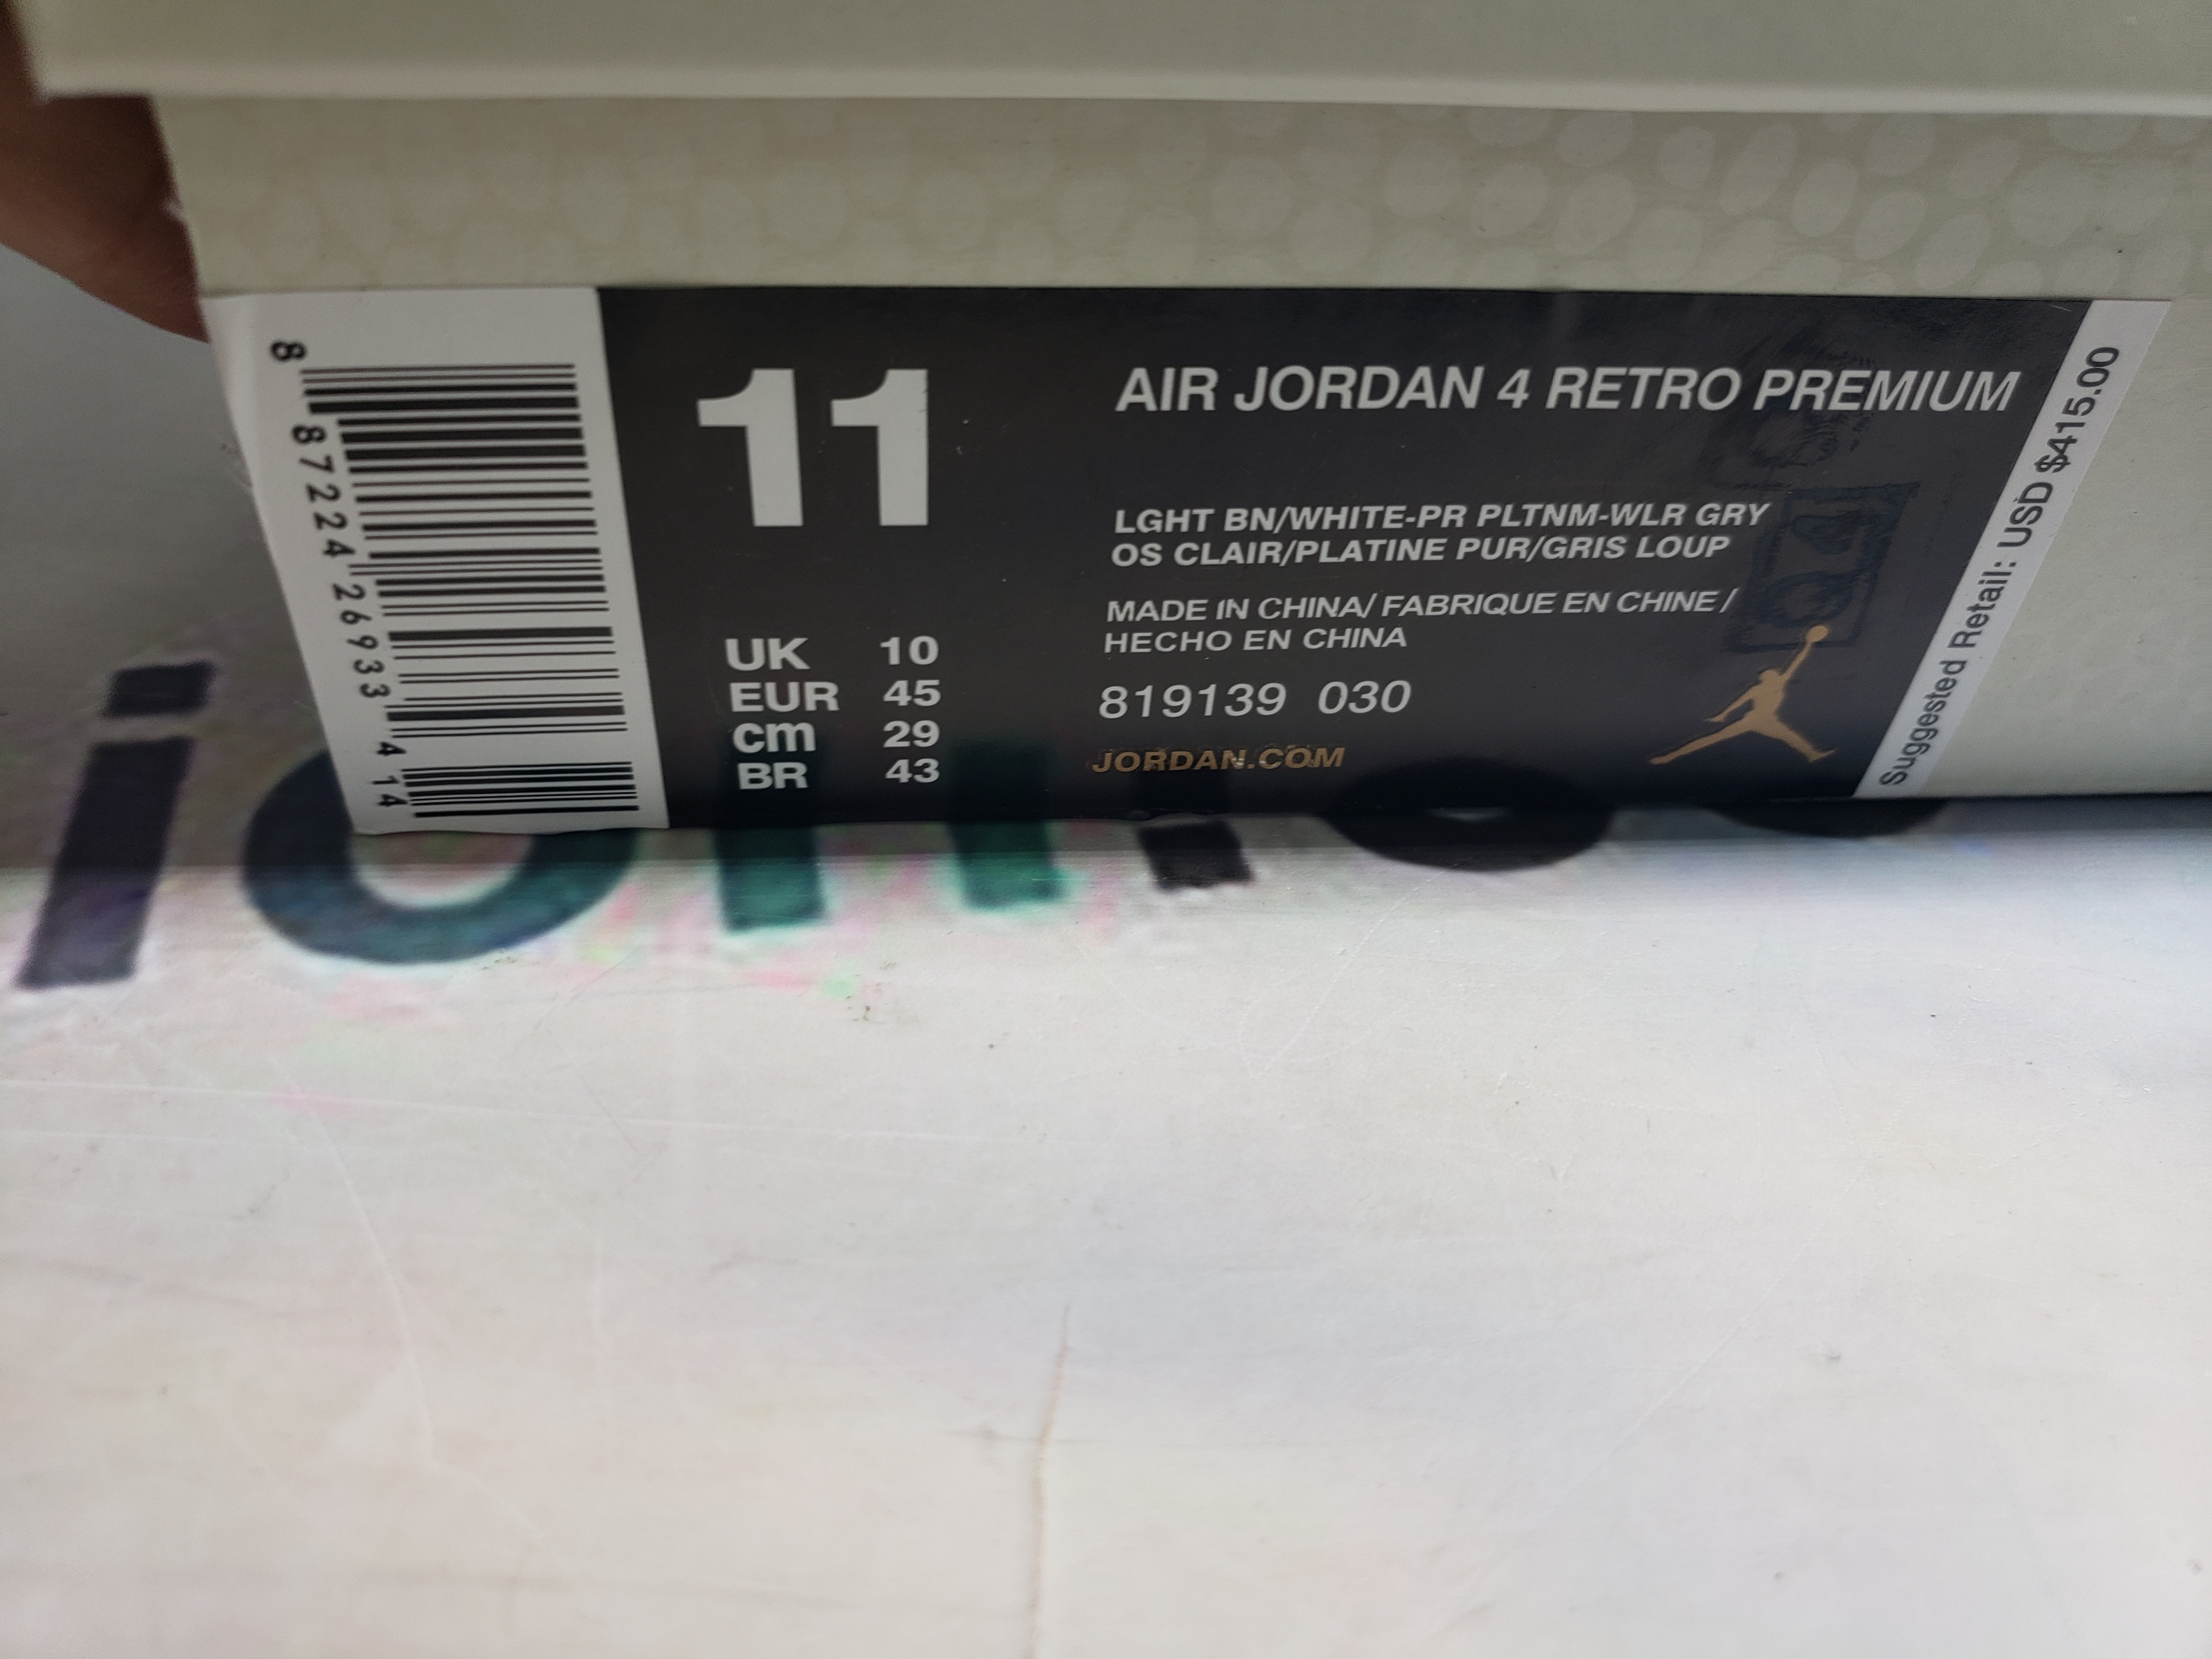 8 87224 26933 4 14
11
UK 10
EUR 45
cm 29
BR 43
AIR JORDAN 4 RETRO PREMIUM
LGHT BN/WHITE-PR PLTNM-WLR GRY
OS CLAIR/PLATINE PUR/GRIS LOUP
MADE IN CHINA/ FABRIQUE EN CHINE /
HECHO EN CHINA
819139 030
JORDAN.COM
Suggested Retail: USD $415.00